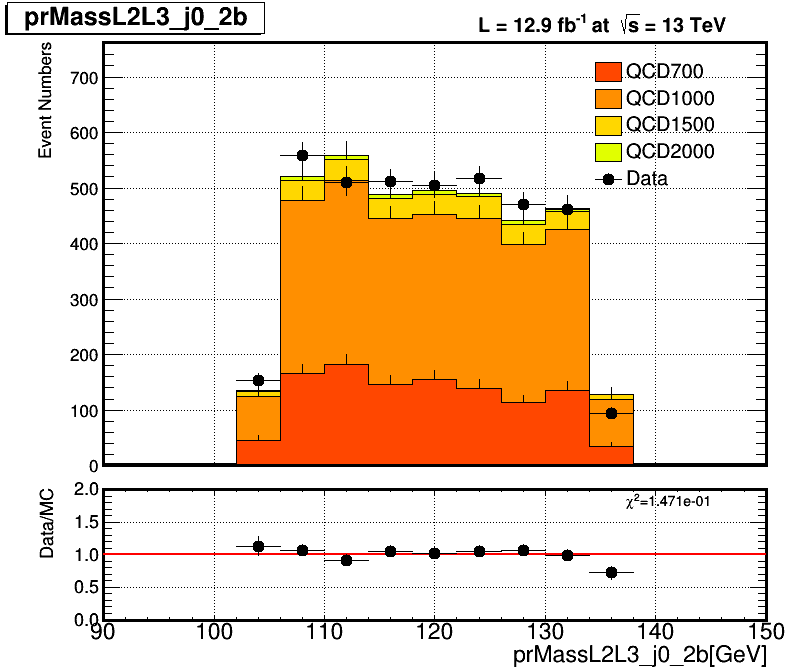 prMassL2L3_j0_2b
L = 12.9 fb⁻¹ at √s = 13 TeV
Event Numbers
700
600
500
400
300
200
100
0
QCD700
QCD1000
QCD1500
QCD2000
Data
Data/MC
2.0
1.5
1.0
0.5
0.0
χ²=1.471e-01
90 100 110 120 130 140 150
prMassL2L3_j0_2b[GeV]